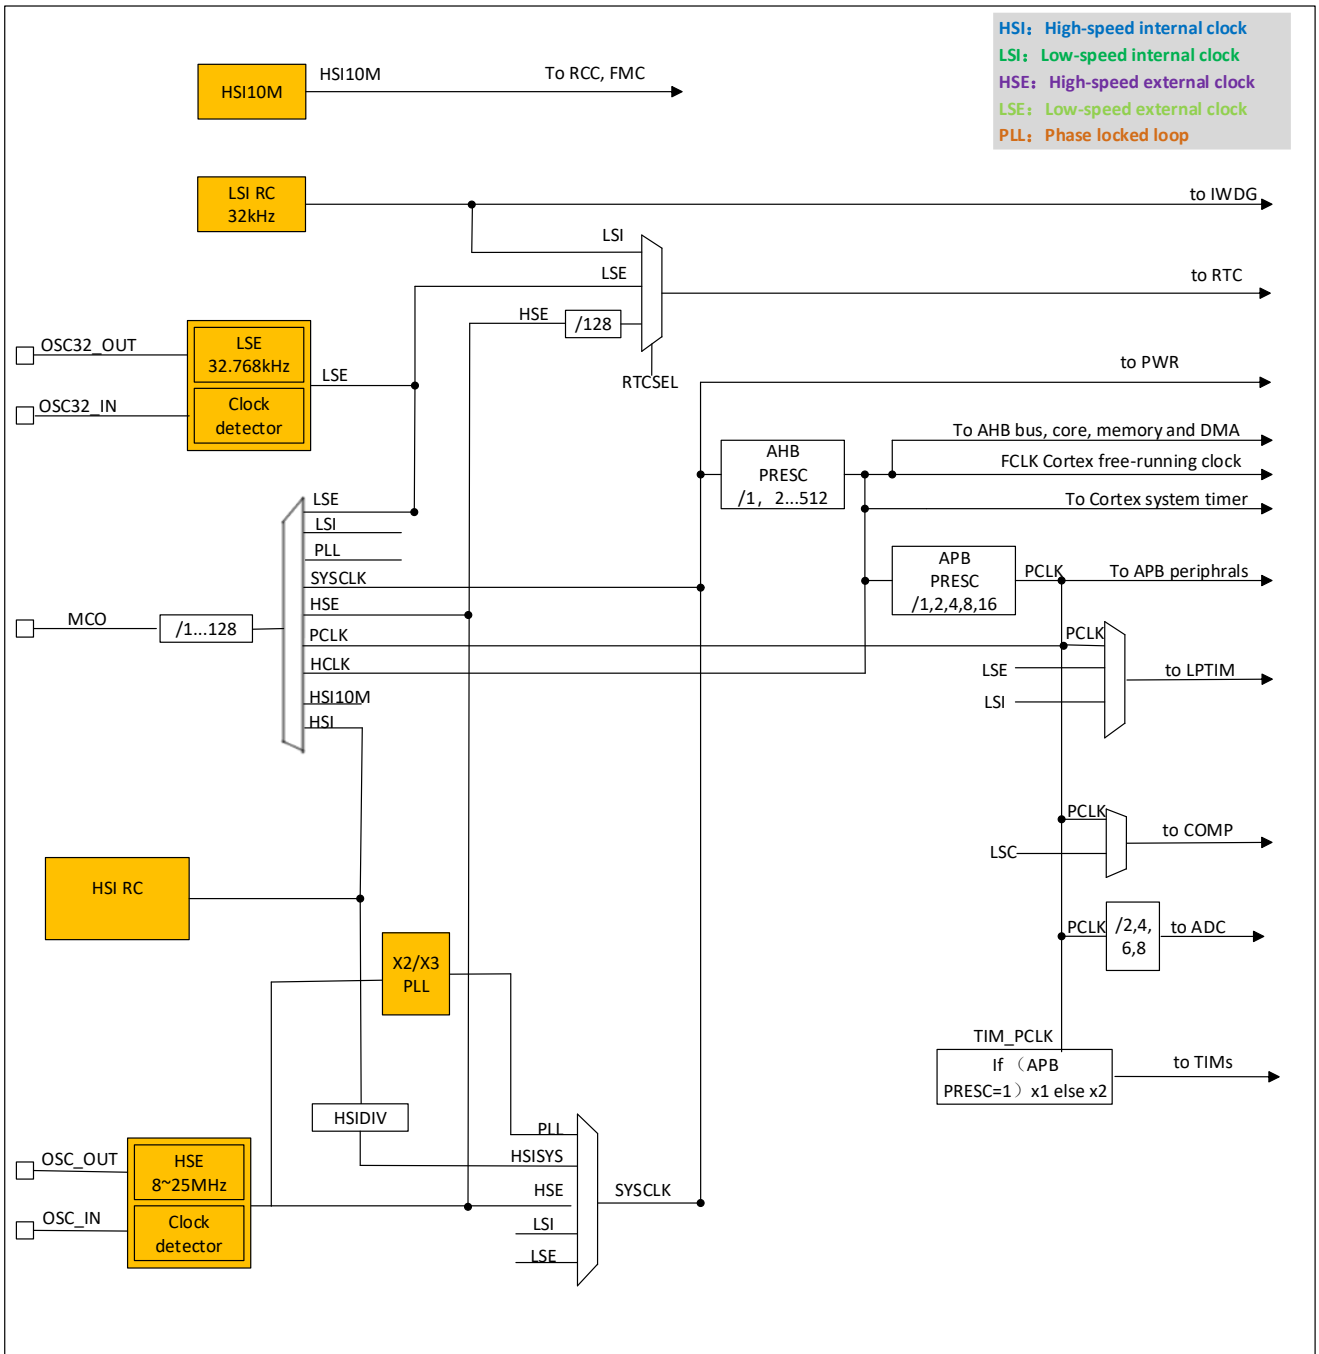 HSI: High-speed internal clock
LSI: Low-speed internal clock
HSE: High-speed external clock
LSE: Low-speed external clock
PLL: Phase locked loop
HSI10M
HSI10M
To RCC, FMC
LSI RC
32kHz
to IWDG
LSI
LSE
HSE
/128
to RTC
RTCSEL
OSC32_OUT
OSC32_IN
LSE
32.768kHz
Clock
detector
LSE
to PWR
To AHB bus, core, memory and DMA
AHB
PRESC
/1, 2...512
FCLK Cortex free-running clock
To Cortex system timer
APB
PRESC
/1,2,4,8,16
PCLK
To APB periphrals
LSE
LSI
PLL
SYSCLK
HSE
PCLK
HCLK
HSI10M
HSI
MCO
/1...128
PCLK
LSE
LSI
to LPTIM
PCLK
LSC
to COMP
HSI RC
PCLK
/2,4,
6,8
to ADC
X2/X3
PLL
TIM_PCLK
If (APB
PRESC=1) x1 else x2
to TIMs
HSIDIV
PLL
HSISYS
HSE
LSI
LSE
SYSCLK
OSC_OUT
OSC_IN
HSE
8~25MHz
Clock
detector